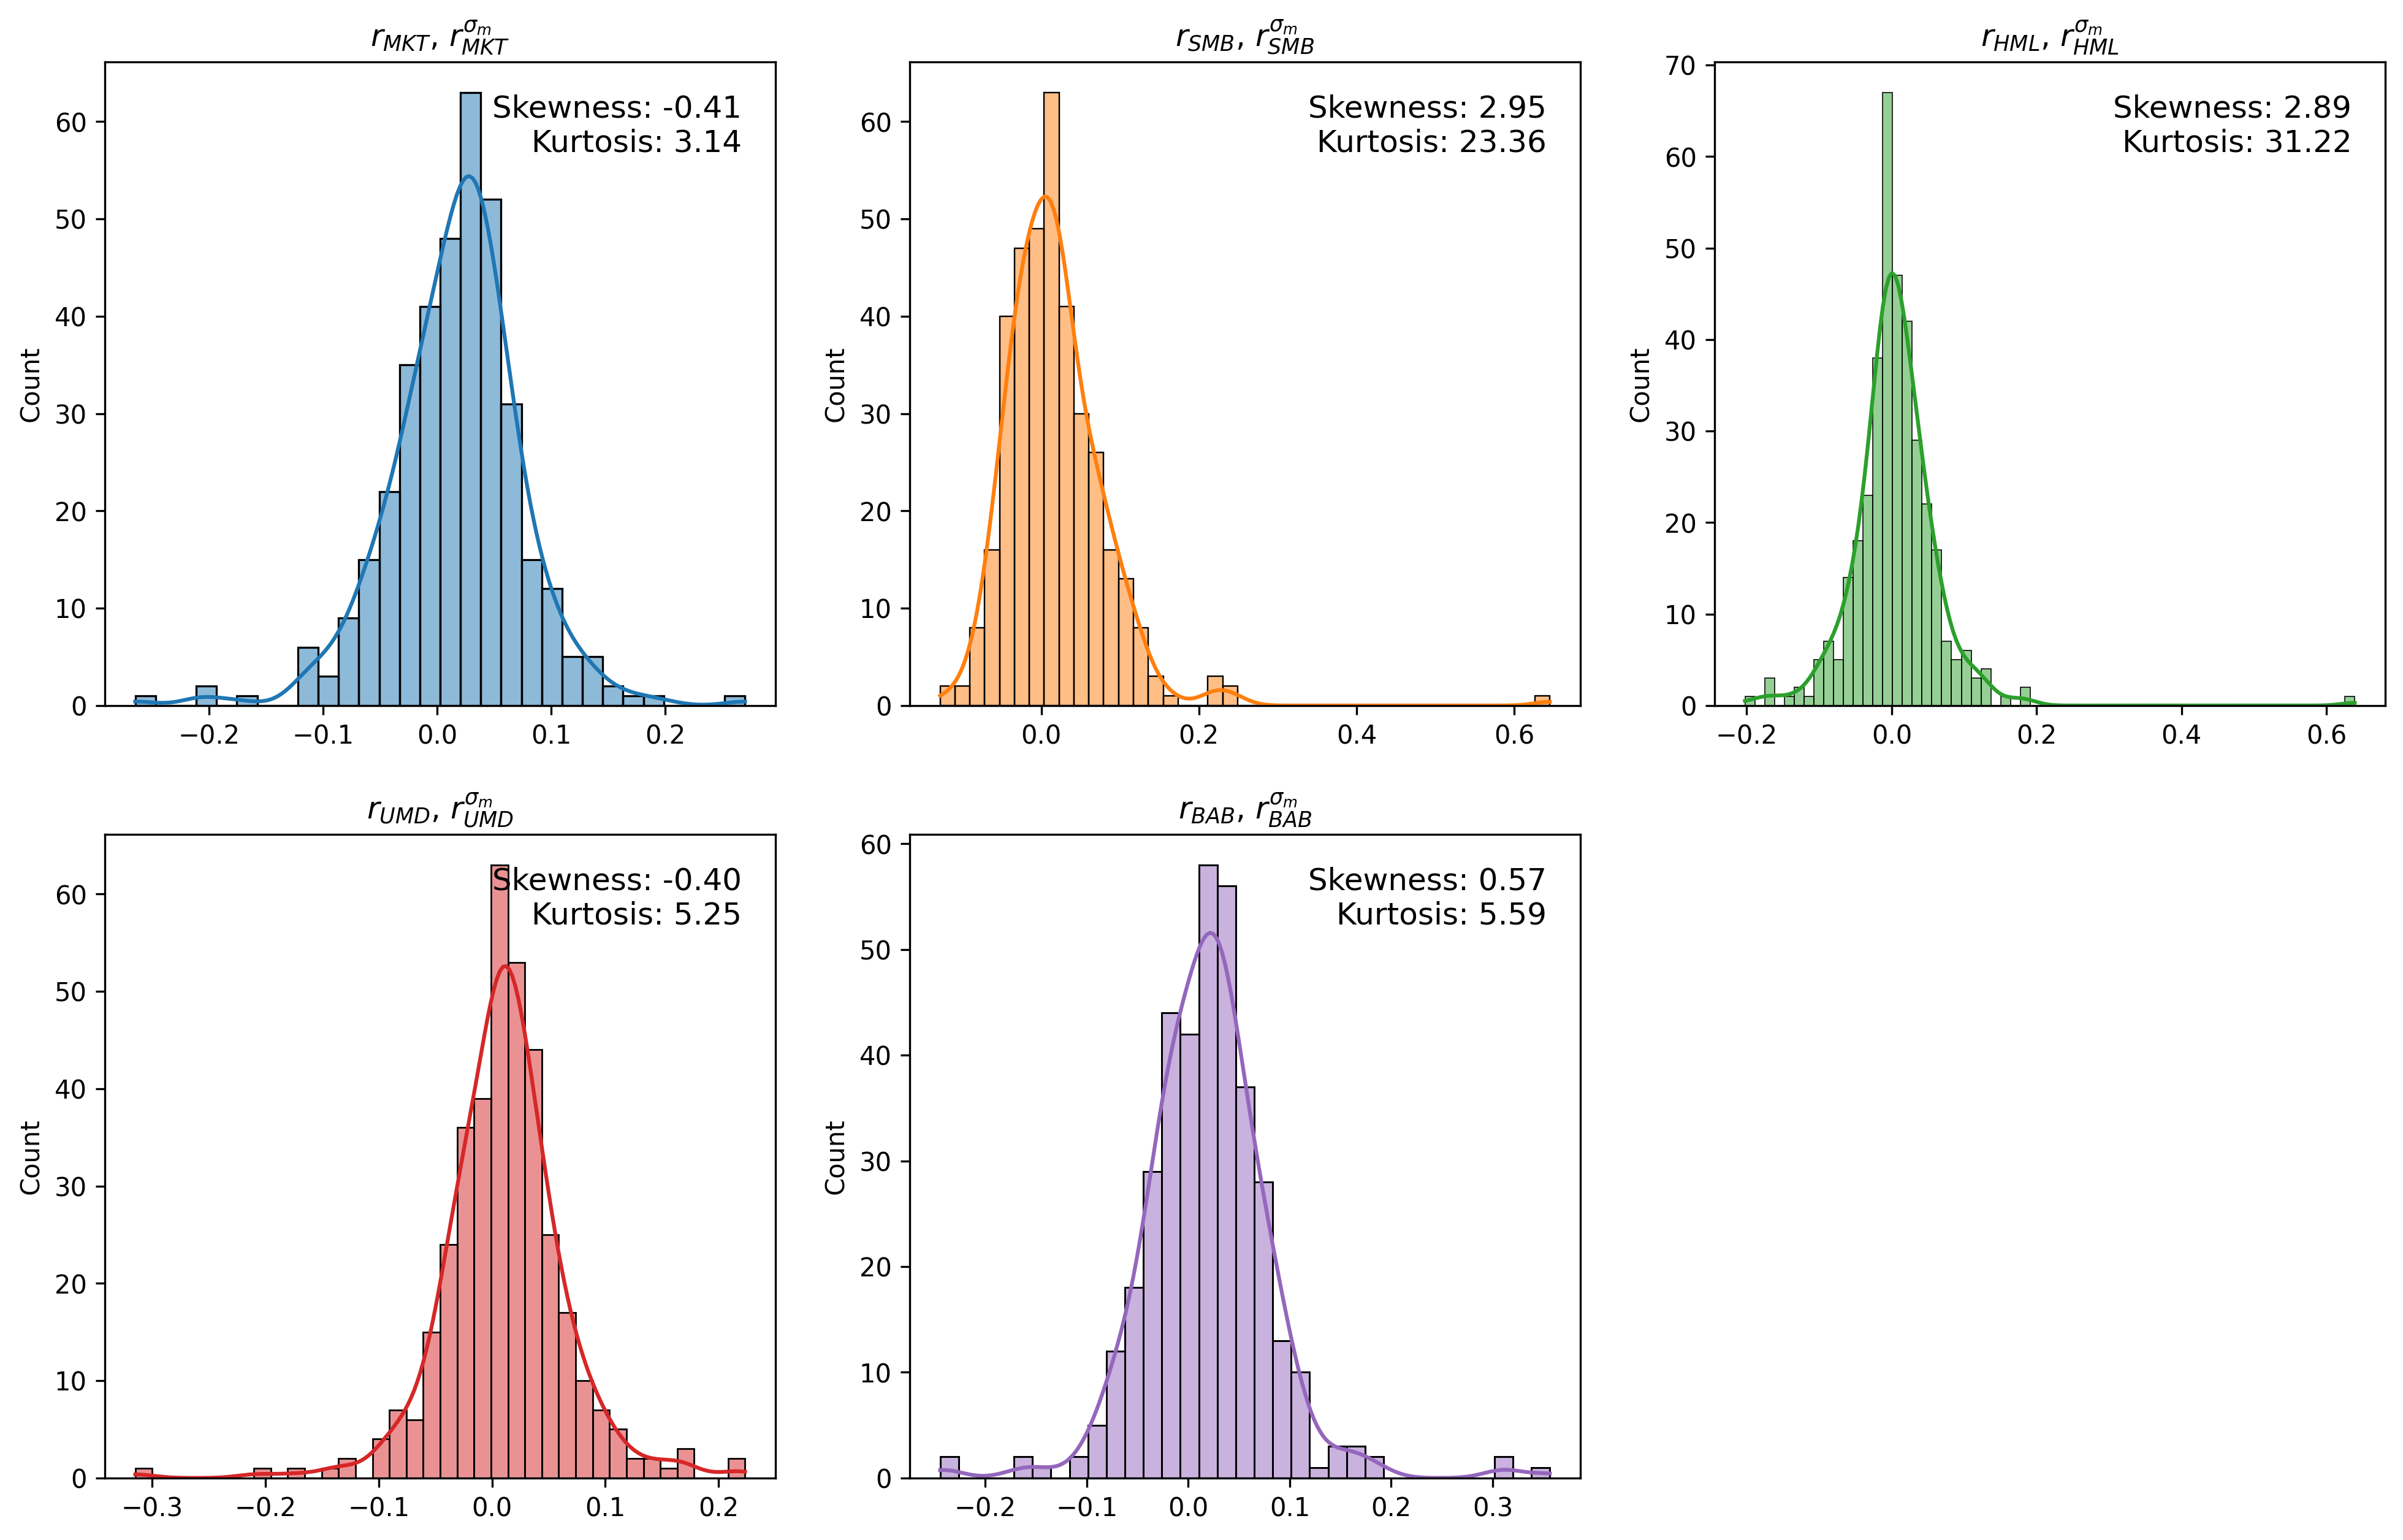 r_MKT, r_MKT^σ_m
Skewness: -0.41
Kurtosis: 3.14
Count
60
50
40
30
20
10
0
−0.2 −0.1 0.0 0.1 0.2
r_SMB, r_SMB^σ_m
Skewness: 2.95
Kurtosis: 23.36
Count
60
50
40
30
20
10
0
0.0 0.2 0.4 0.6
r_HML, r_HML^σ_m
Skewness: 2.89
Kurtosis: 31.22
Count
70
60
50
40
30
20
10
0
−0.2 0.0 0.2 0.4 0.6
r_UMD, r_UMD^σ_m
Skewness: -0.40
Kurtosis: 5.25
Count
60
50
40
30
20
10
0
−0.3 −0.2 −0.1 0.0 0.1 0.2
r_BAB, r_BAB^σ_m
Skewness: 0.57
Kurtosis: 5.59
Count
60
50
40
30
20
10
0
−0.2 −0.1 0.0 0.1 0.2 0.3